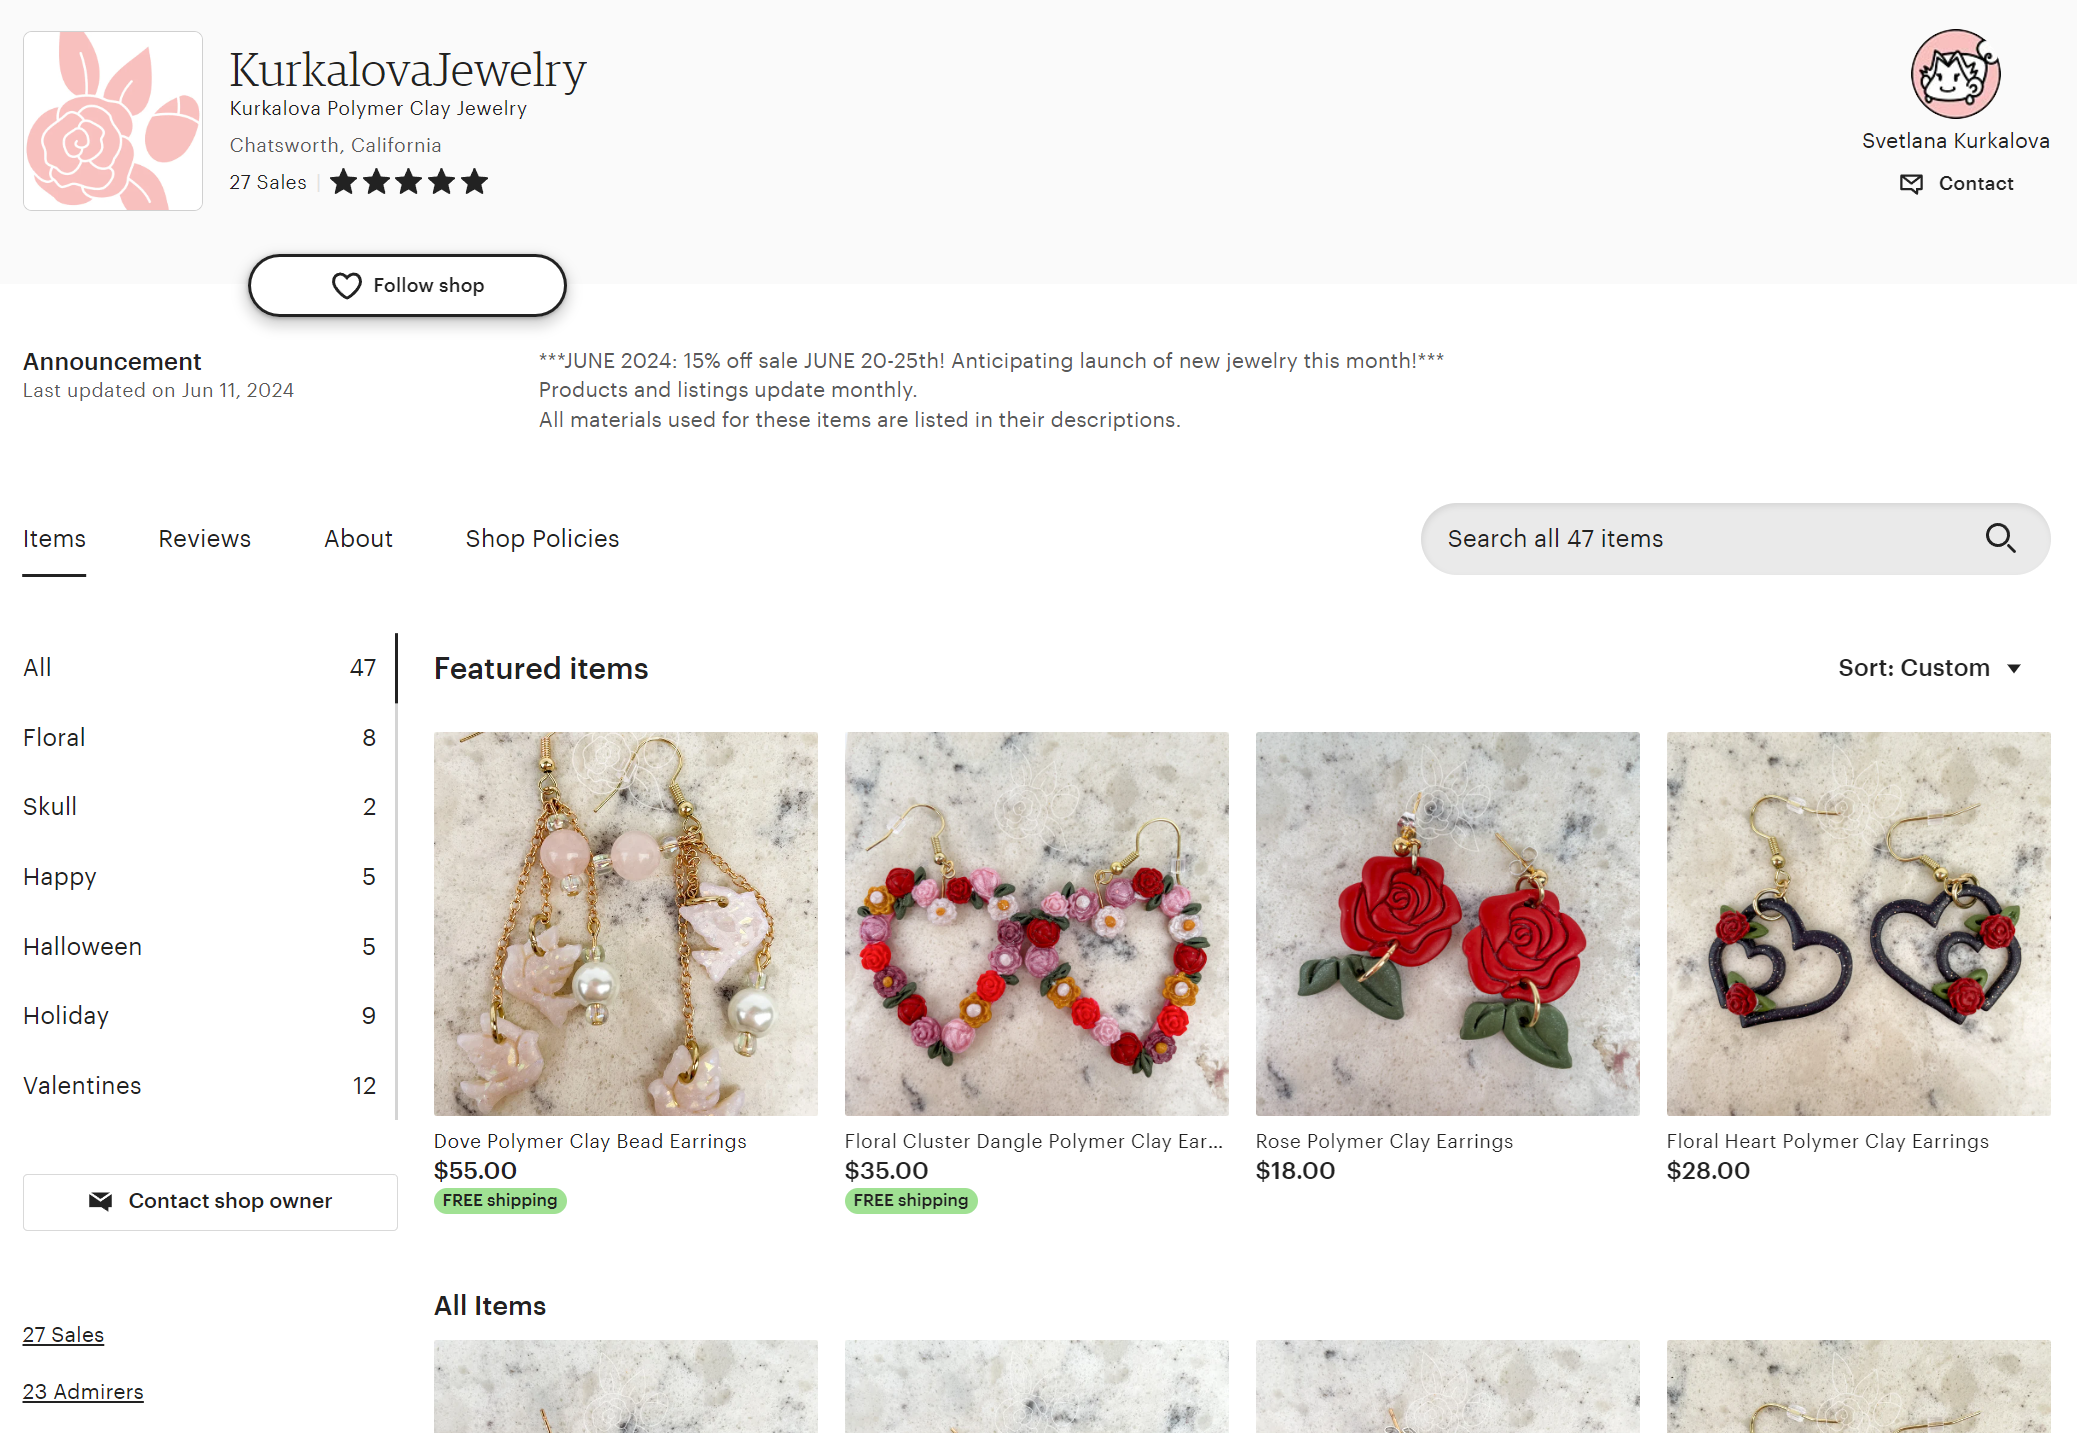 KurkalovaJewelry
Kurkalova Polymer Clay Jewelry
Chatsworth, California
27 Sales
Svetlana Kurkalova
Contact
Follow shop
Announcement
Last updated on Jun 11, 2024
***JUNE 2024: 15% off sale JUNE 20-25th! Anticipating launch of new jewelry this month!***
Products and listings update monthly.
All materials used for these items are listed in their descriptions.
Items
Reviews
About
Shop Policies
Search all 47 items
All 47
Floral 8
Skull 2
Happy 5
Halloween 5
Holiday 9
Valentines 12
Contact shop owner
27 Sales
23 Admirers
Featured items
Sort: Custom
Dove Polymer Clay Bead Earrings
$55.00
FREE shipping
Floral Cluster Dangle Polymer Clay Ear...
$35.00
FREE shipping
Rose Polymer Clay Earrings
$18.00
Floral Heart Polymer Clay Earrings
$28.00
All Items